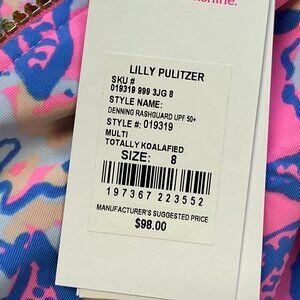 LILLY PULITZER
SKU #
019319 999 3JG 8
STYLE NAME:
DENNING RASHGUARD UPF 50+
STYLE #: 019319
MULTI
TOTALLY KOALAFIED
SIZE: 8
197367 223552
MANUFACTURER'S SUGGESTED PRICE
$98.00